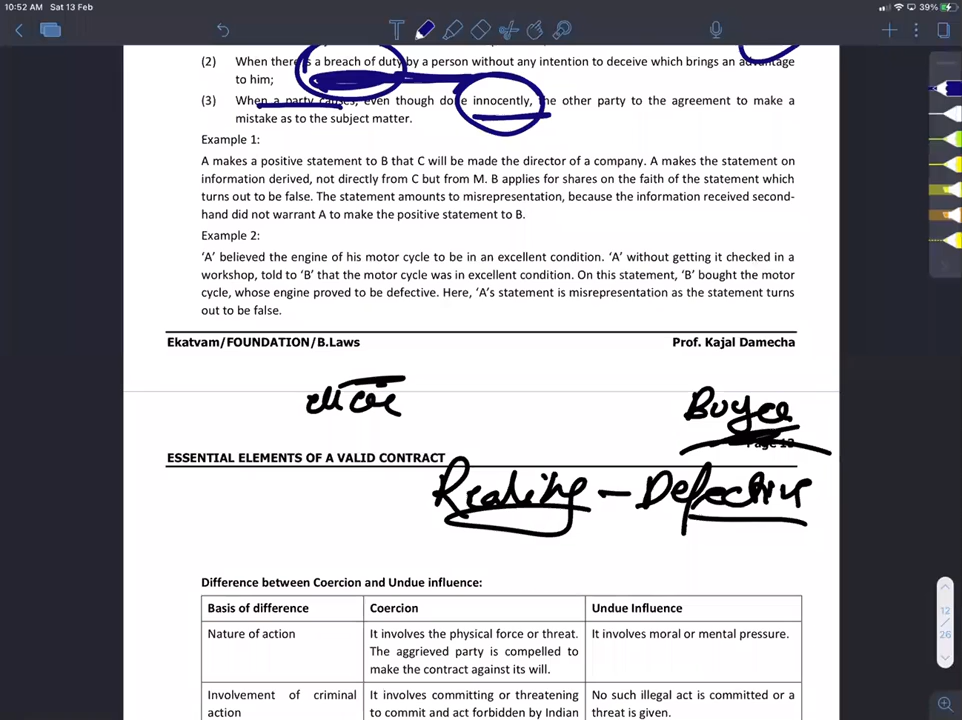 10:52 AM Sat 13 Feb
39%
(2) When there is a breach of duty by a person without any intention to deceive which brings an advantage
to him;
(3) When a party causes, even though done innocently, the other party to the agreement to make a
mistake as to the subject matter.
Example 1:
A makes a positive statement to B that C will be made the director of a company. A makes the statement on
information derived, not directly from C but from M. B applies for shares on the faith of the statement which
turns out to be false. The statement amounts to misrepresentation, because the information received second-
hand did not warrant A to make the positive statement to B.
Example 2:
‘A’ believed the engine of his motor cycle to be in an excellent condition. ‘A’ without getting it checked in a
workshop, told to ‘B’ that the motor cycle was in excellent condition. On this statement, ‘B’ bought the motor
cycle, whose engine proved to be defective. Here, ‘A’s statement is misrepresentation as the statement turns
out to be false.
Ekatvam/FOUNDATION/B.Laws Prof. Kajal Damecha
Page 12
ESSENTIAL ELEMENTS OF A VALID CONTRACT
– Defective
Difference between Coercion and Undue influence:
Basis of difference Coercion Undue Influence
Nature of action It involves the physical force or threat. It involves moral or mental pressure.
The aggrieved party is compelled to
make the contract against its will.
Involvement of criminal It involves committing or threatening No such illegal act is committed or a
action to commit and act forbidden by Indian threat is given.
12
26